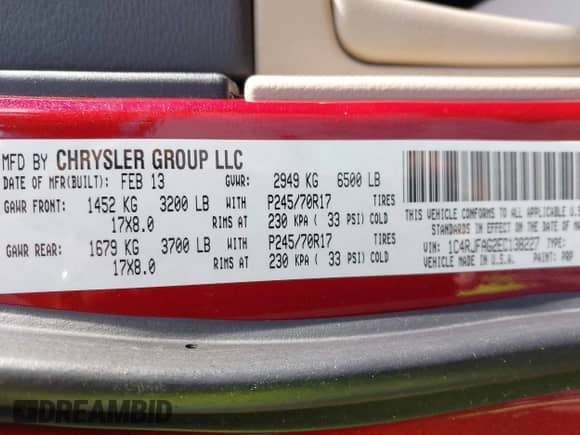 MFD BY CHRYSLER GROUP LLC
DATE OF MFR(BUILT): FEB 13 GVWR: 2949 KG 6500 LB
GAWR FRONT: 1452 KG 3200 LB WITH P245/70R17 TIRES
17X8.0 RIMS AT 230 KPA ( 33 PSI) COLD
GAWR REAR: 1679 KG 3700 LB WITH P245/70R17 TIRES
17X8.0 RIMS AT 230 KPA ( 33 PSI) COLD
THIS VEHICLE CONFORMS TO ALL APPLICABLE
STANDARDS IN EFFECT ON THE DATE OF
VIN: 1C4RJFAG2EC138227 TYPE:
VEHICLE MADE IN U.S.A. PAINT: PRP
DREAMBID